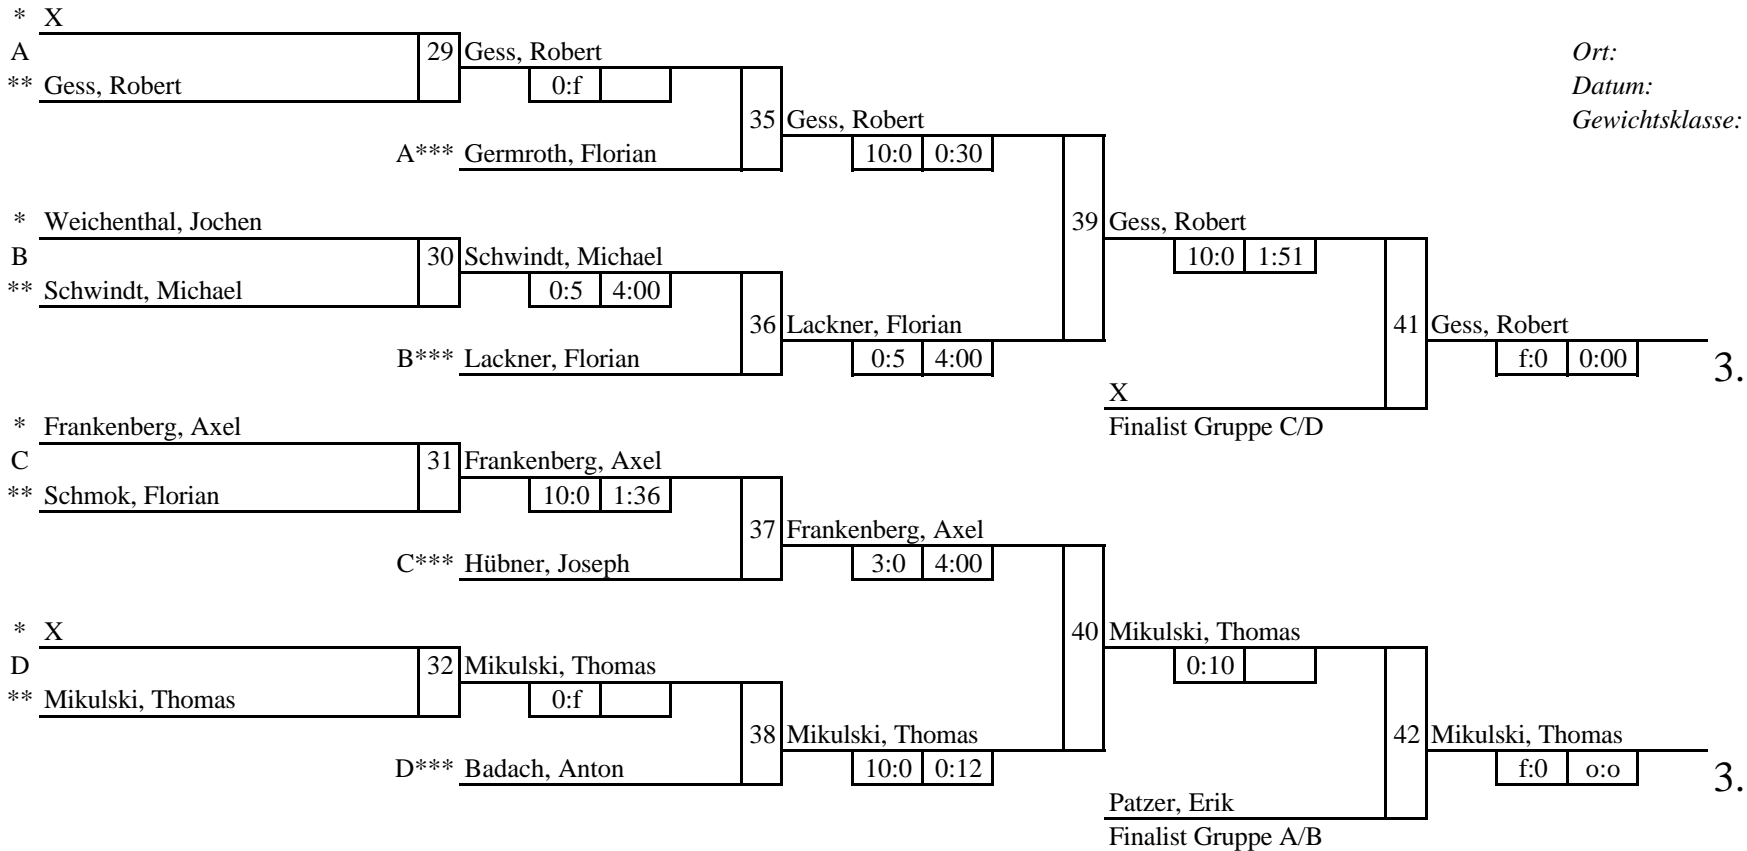 * X
A 29 Gess, Robert Ort:
** Gess, Robert 0:f Datum:
35 Gess, Robert Gewichtsklasse:
A*** Germroth, Florian 10:0 0:30
* Weichenthal, Jochen 39 Gess, Robert
B 30 Schwindt, Michael 10:0 1:51
** Schwindt, Michael 0:5 4:00
36 Lackner, Florian 41 Gess, Robert
B*** Lackner, Florian 0:5 4:00 f:0 0:00 3.
X
* Frankenberg, Axel Finalist Gruppe C/D
C 31 Frankenberg, Axel
** Schmok, Florian 10:0 1:36
37 Frankenberg, Axel
C*** Hübner, Joseph 3:0 4:00
* X 40 Mikulski, Thomas
D 32 Mikulski, Thomas 0:10
** Mikulski, Thomas 0:f
38 Mikulski, Thomas 42 Mikulski, Thomas
D*** Badach, Anton 10:0 0:12 f:0 o:o 3.
Patzer, Erik
Finalist Gruppe A/B